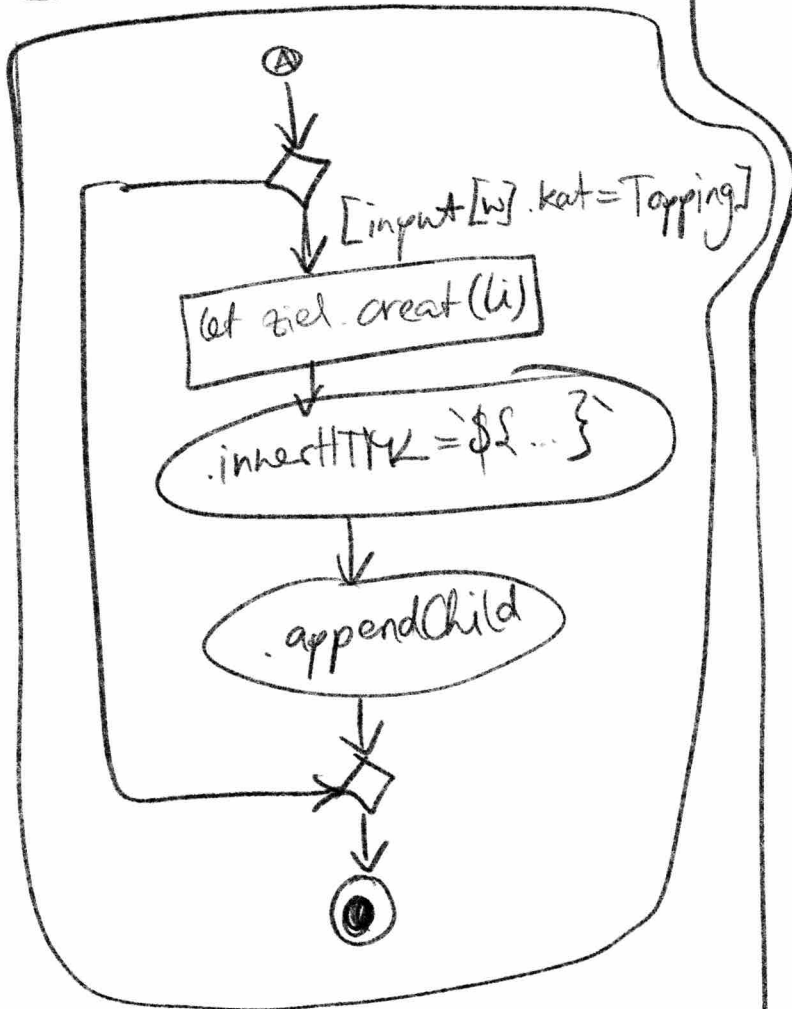 A
[input[w].kat=Topping]
let ziel.creat(li)
.innerHTML=`${...}`
.appendChild